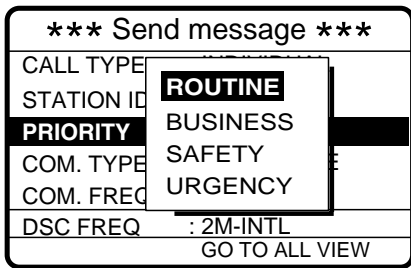 *** Send message ***
CALL TYPE
STATION ID
PRIORITY
COM. TYPE
COM. FREQ
DSC FREQ : 2M-INTL
GO TO ALL VIEW
ROUTINE
BUSINESS
SAFETY
URGENCY